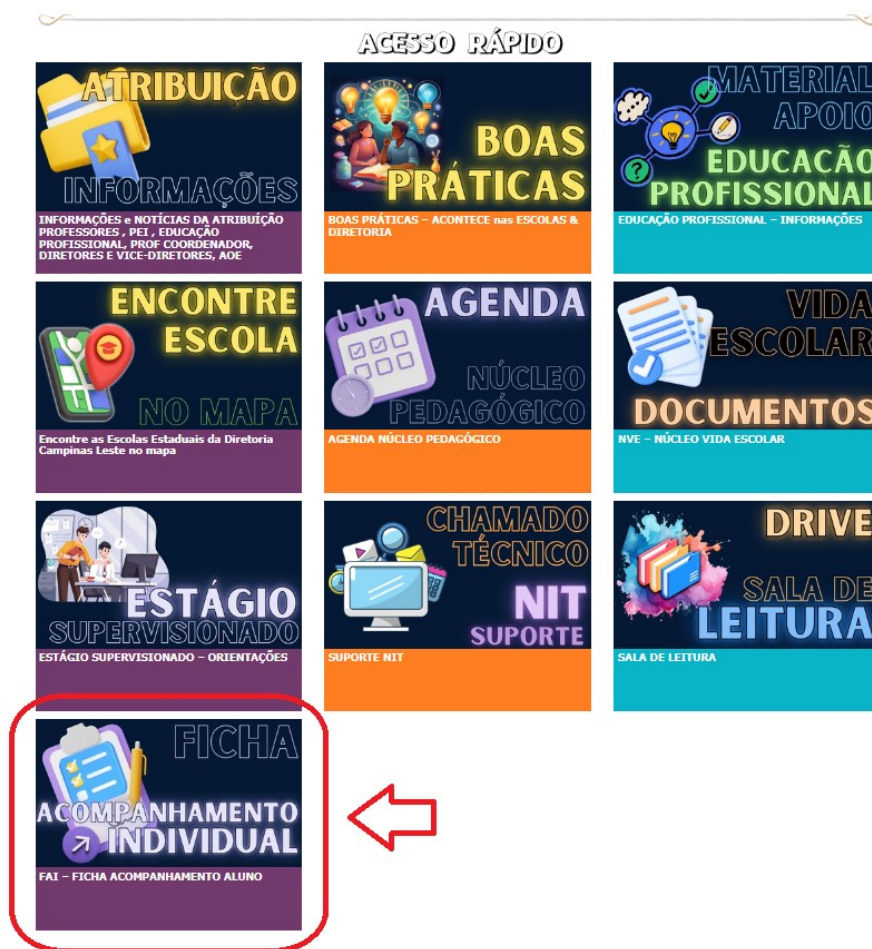 ACESSO RÁPIDO
ATRIBUIÇÃO
INFORMAÇÕES
INFORMAÇÕES e NOTÍCIAS DA ATRIBUIÇÃO
PROFESSORES , PEI , EDUCAÇÃO
PROFISSIONAL, PROF COORDENADOR,
DIRETORES E VICE-DIRETORES, AOE
BOAS
PRÁTICAS
BOAS PRÁTICAS – ACONTECE nas ESCOLAS &
DIRETORIA
MATERIAL
APOIO
EDUCAÇÃO
PROFISSIONAL
EDUCAÇÃO PROFISSIONAL – INFORMAÇÕES
ENCONTRE
ESCOLA
NO MAPA
Encontre as Escolas Estaduais da Diretoria
Campinas Leste no mapa
AGENDA
NÚCLEO
PEDAGÓGICO
AGENDA NÚCLEO PEDAGÓGICO
VIDA
ESCOLAR
DOCUMENTOS
NVE – NÚCLEO VIDA ESCOLAR
ESTÁGIO
SUPERVISIONADO
ESTÁGIO SUPERVISIONADO – ORIENTAÇÕES
CHAMADO
TÉCNICO
NIT
SUPORTE
SUPORTE NIT
DRIVE
SALA DE
LEITURA
SALA DE LEITURA
FICHA
ACOMPANHAMENTO
INDIVIDUAL
FAI – FICHA ACOMPANHAMENTO ALUNO